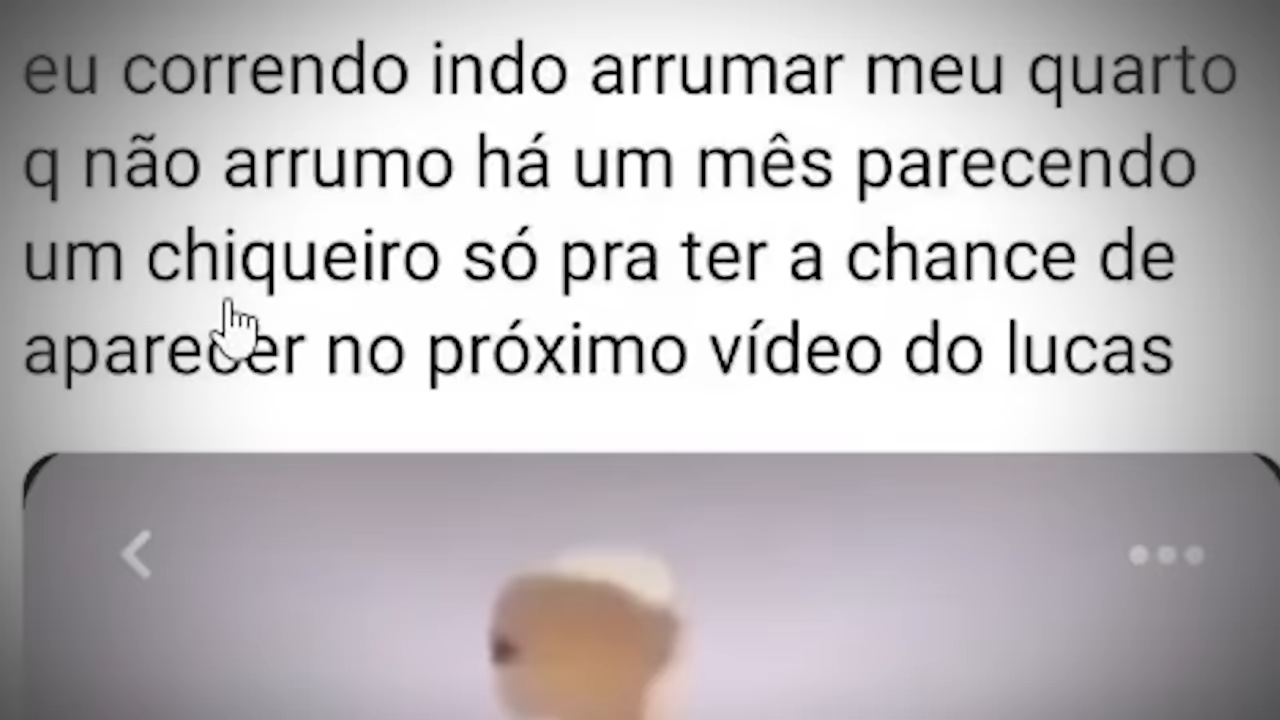 eu correndo indo arrumar meu quarto
q não arrumo há um mês parecendo
um chiqueiro só pra ter a chance de
aparecer no próximo vídeo do lucas